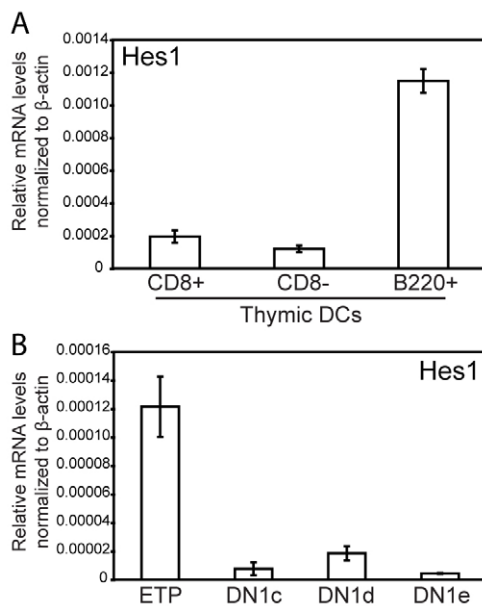 A
Hes1
Relative mRNA levels
normalized to β-actin
0.0014
0.0012
0.0010
0.0008
0.0006
0.0004
0.0002
0
CD8+ CD8- B220+
Thymic DCs
B
Hes1
Relative mRNA levels
normalized to β-actin
0.00016
0.00014
0.00012
0.00010
0.00008
0.00006
0.00004
0.00002
0
ETP DN1c DN1d DN1e